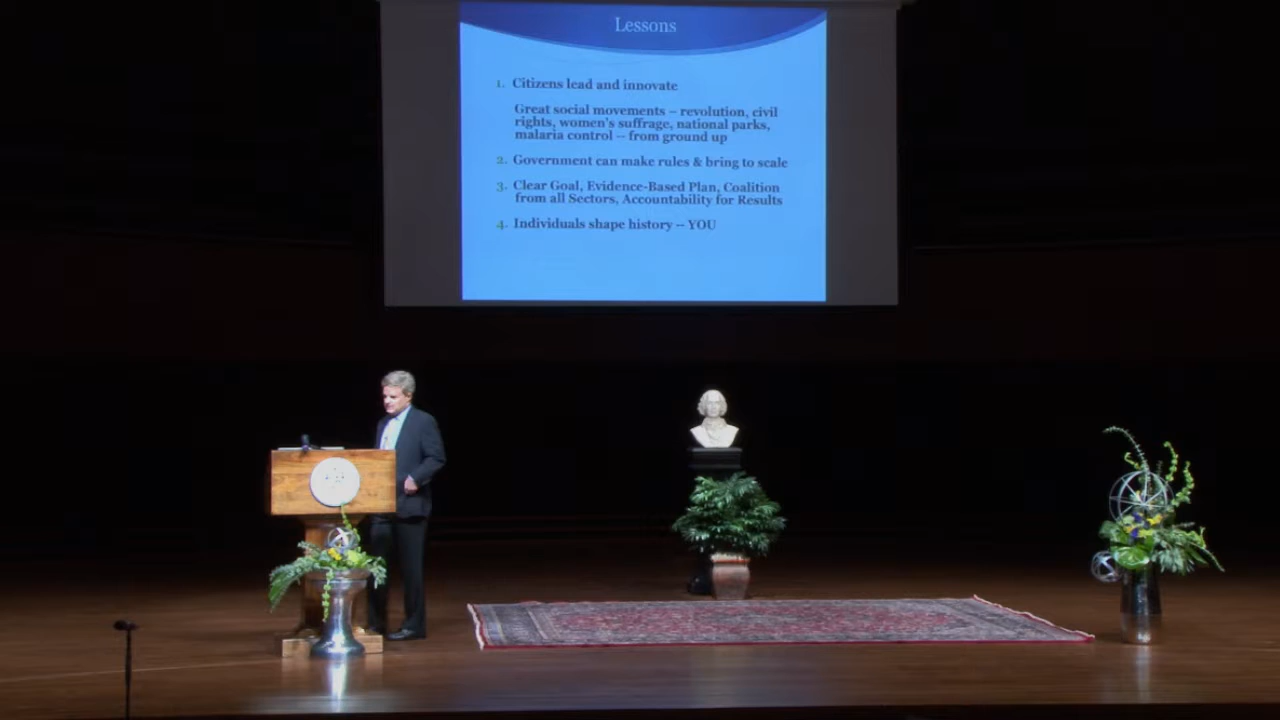 Lessons
1. Citizens lead and innovate
Great social movements – revolution, civil
rights, women's suffrage, national parks,
malaria control -- from ground up
2. Government can make rules & bring to scale
3. Clear Goal, Evidence-Based Plan, Coalition
from all Sectors, Accountability for Results
4. Individuals shape history -- YOU